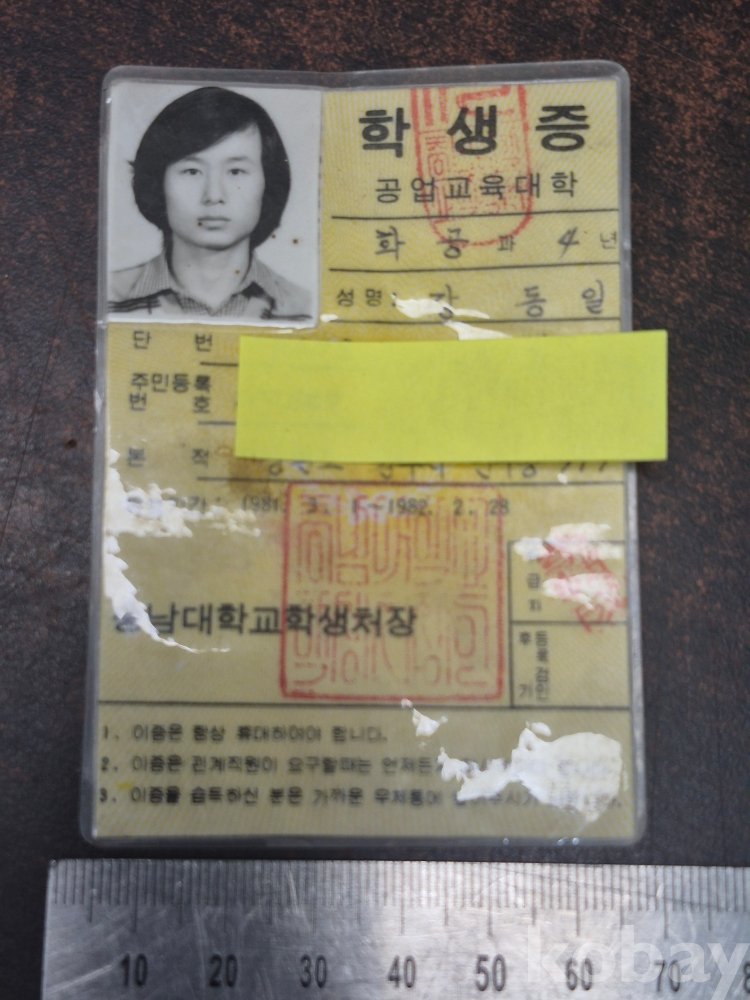 학 생 증
공업교육대학
화 공 과 4 년
성명: 강 동 일
단 번
주민등록
번 호
본 적
1981. 3. 1~1982. 2. 28
충남대학교학생처장
등록검인
후
기
1. 이증은 항상 휴대하여야 합니다.
2. 이증은 관계직원이 요구할때는 언제든
3. 이증을 습득하신 분은 가까운 우체통에
10 20 30 40 50 60 70
kobay